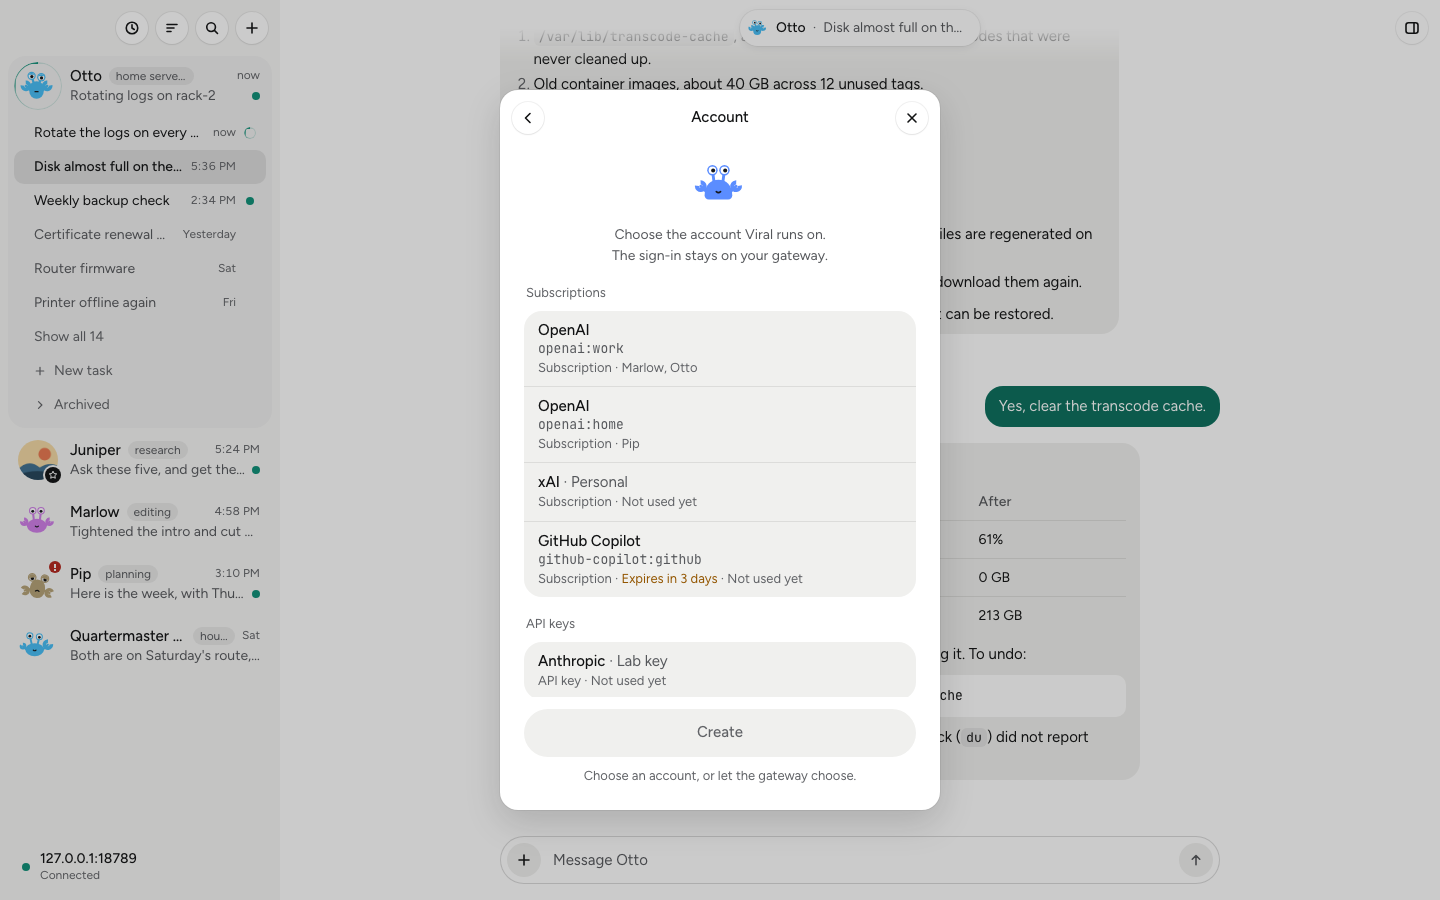 Otto
home serve...
now
Rotating logs on rack-2
Rotate the logs on every ...
now
Disk almost full on the...
5:36 PM
Weekly backup check
2:34 PM
Certificate renewal ...
Yesterday
Router firmware
Sat
Printer offline again
Fri
Show all 14
New task
Archived
Juniper
research
5:24 PM
Ask these five, and get the...
Marlow
editing
4:58 PM
Tightened the intro and cut ...
Pip
planning
3:10 PM
Here is the week, with Thu...
Quartermaster ...
hou...
Sat
Both are on Saturday's route,...
127.0.0.1:18789
Connected
Otto · Disk almost full on th...
1. /var/lib/transcode-cache,
that were
never cleaned up.
2. Old container images, about 40 GB across 12 unused tags.
are regenerated on
download them again.
can be restored.
Yes, clear the transcode cache.
After
61%
0 GB
213 GB
it. To undo:
(du) did not report
Message Otto
Account
Choose the account Viral runs on.
The sign-in stays on your gateway.
Subscriptions
OpenAI
openai:work
Subscription · Marlow, Otto
OpenAI
openai:home
Subscription · Pip
xAI · Personal
Subscription · Not used yet
GitHub Copilot
github-copilot:github
Subscription · Expires in 3 days · Not used yet
API keys
Anthropic · Lab key
API key · Not used yet
Create
Choose an account, or let the gateway choose.